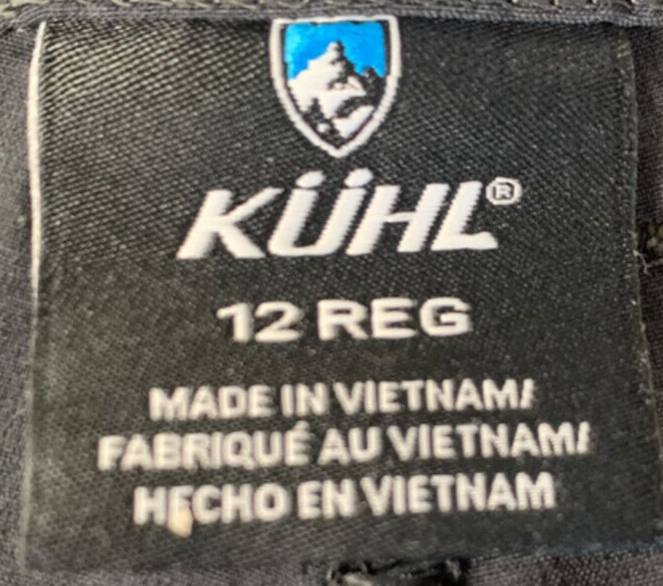 KÜHL®
12 REG
MADE IN VIETNAM/
FABRIQUÉ AU VIETNAM/
HECHO EN VIETNAM